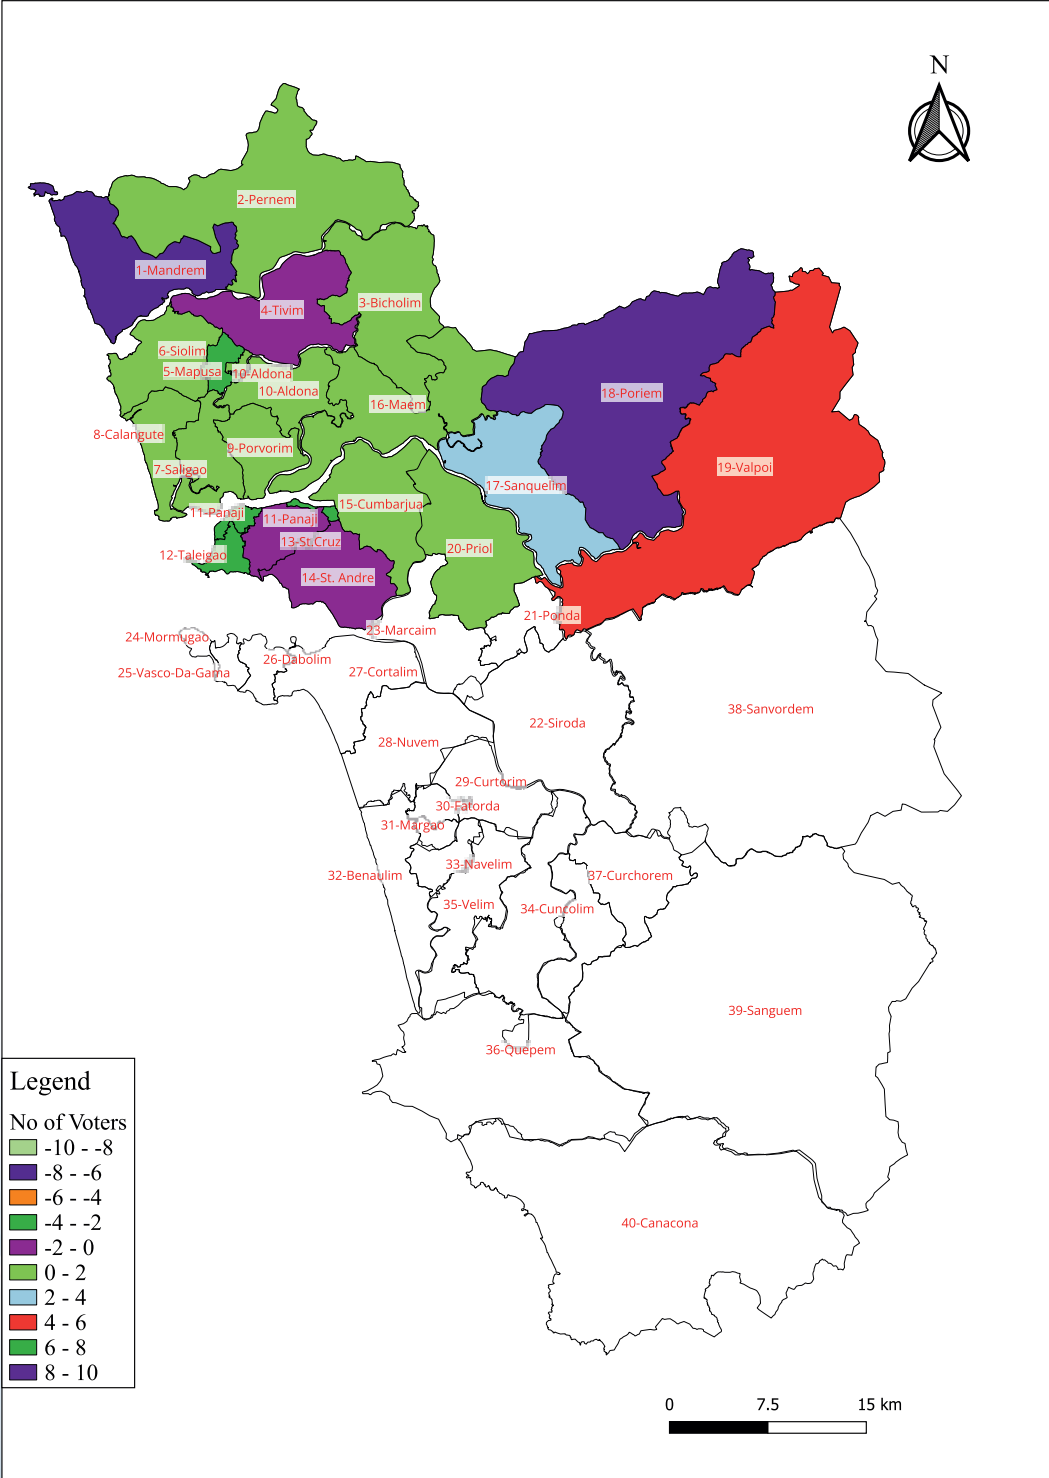 N
2-Pernem
1-Mandrem
3-Bicholim
4-Tivim
6-Siolim
5-Mapusa
10-Aldona
10-Aldona
18-Poriem
16-Maem
8-Calangute
9-Porvorim
7-Saligao
19-Valpoi
17-Sanquelim
15-Cumbarjua
11-Panaji
11-Panaji
13-St.Cruz
20-Priol
12-Taleigao
14-St. Andre
21-Ponda
23-Marcaim
24-Mormugao
26-Dabolim
25-Vasco-Da-Gama
27-Cortalim
38-Sanvordem
22-Siroda
28-Nuvem
29-Curtorim
30-Fatorda
31-Margao
33-Navelim
32-Benaulim
37-Curchorem
35-Velim
34-Cuncolim
39-Sanguem
36-Quepem
40-Canacona
Legend
No of Voters
-10 - -8
-8 - -6
-6 - -4
-4 - -2
-2 - 0
0 - 2
2 - 4
4 - 6
6 - 8
8 - 10
0 7.5 15 km